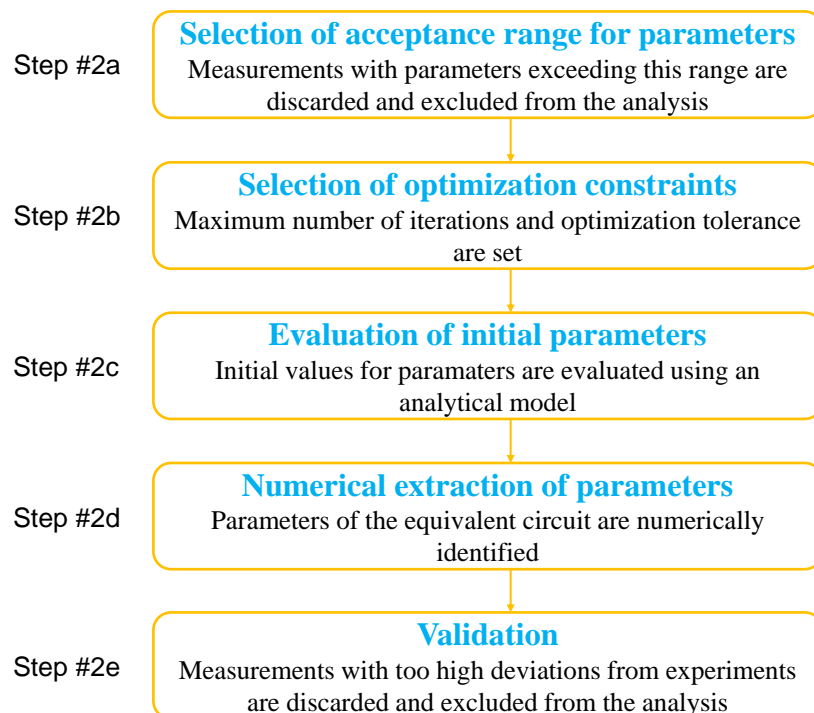 Selection of acceptance range for parameters
Step #2a
Measurements with parameters exceeding this range are
discarded and excluded from the analysis
Selection of optimization constraints
Step #2b
Maximum number of iterations and optimization tolerance
are set
Evaluation of initial parameters
Step #2c
Initial values for paramaters are evaluated using an
analytical model
Numerical extraction of parameters
Step #2d
Parameters of the equivalent circuit are numerically
identified
Validation
Step #2e
Measurements with too high deviations from experiments
are discarded and excluded from the analysis